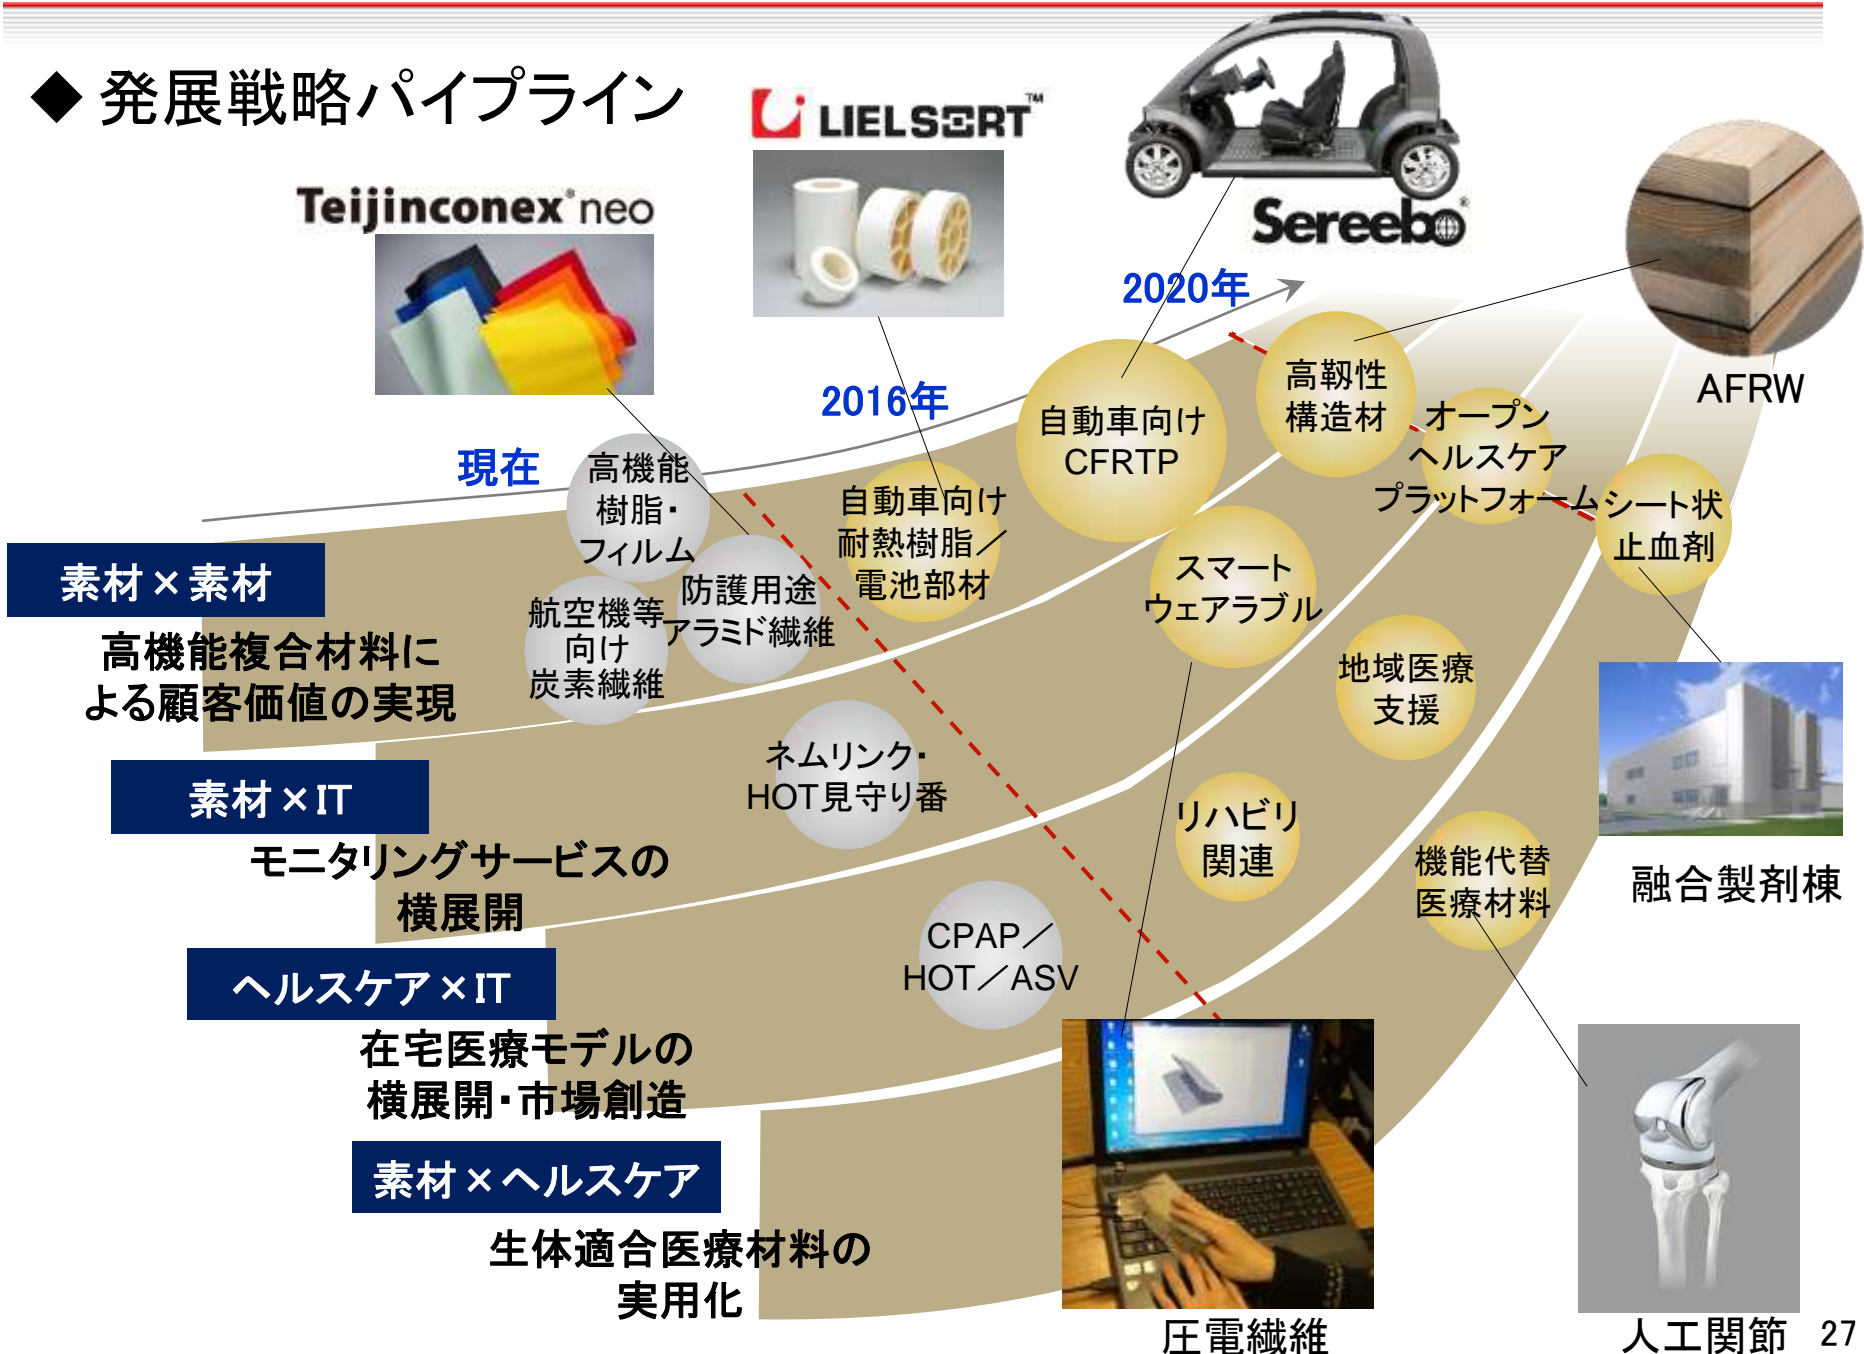 ◆ 発展戦略パイプライン
LIELSORT™
Teijinconex® neo
Sereebo®
2020年
2016年
現在
AFRW
高靱性
構造材
オープン
ヘルスケア
プラットフォーム
自動車向け
CFRTP
シート状
止血剤
高機能
樹脂・
フィルム
自動車向け
耐熱樹脂／
電池部材
防護用途
アラミド繊維
航空機等
向け
炭素繊維
スマート
ウェアラブル
地域医療
支援
素材×素材
高機能複合材料に
よる顧客価値の実現
ネムリンク・
HOT見守り番
リハビリ
関連
機能代替
医療材料
融合製剤棟
素材×IT
モニタリングサービスの
横展開
CPAP／
HOT／ASV
ヘルスケア×IT
在宅医療モデルの
横展開・市場創造
素材×ヘルスケア
生体適合医療材料の
実用化
圧電繊維
人工関節
27